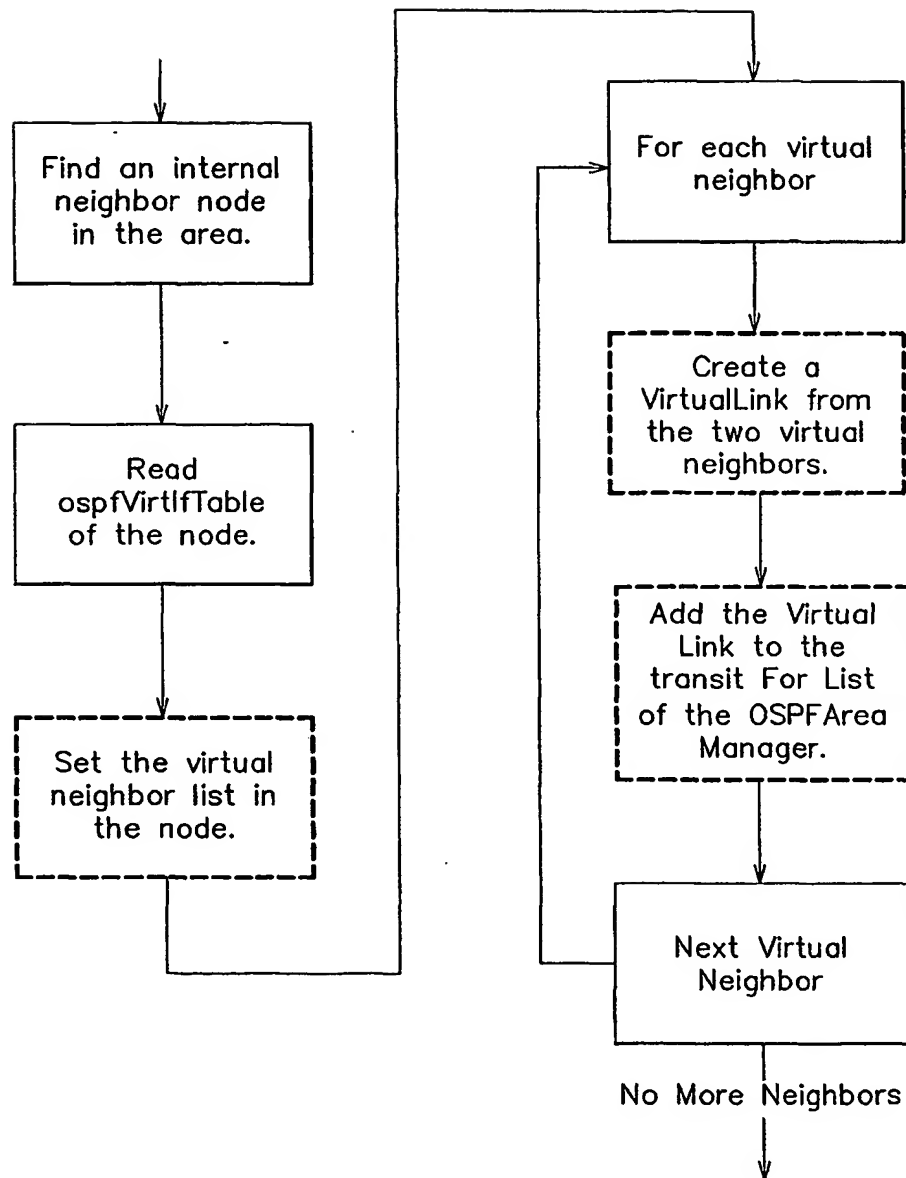 Find an internal
neighbor node
in the area.
Read
ospfVirtIfTable
of the node.
Set the virtual
neighbor list in
the node.
For each virtual
neighbor
Create a
VirtualLink from
the two virtual
neighbors.
Add the Virtual
Link to the
transit For List
of the OSPFArea
Manager.
Next Virtual
Neighbor
No More Neighbors